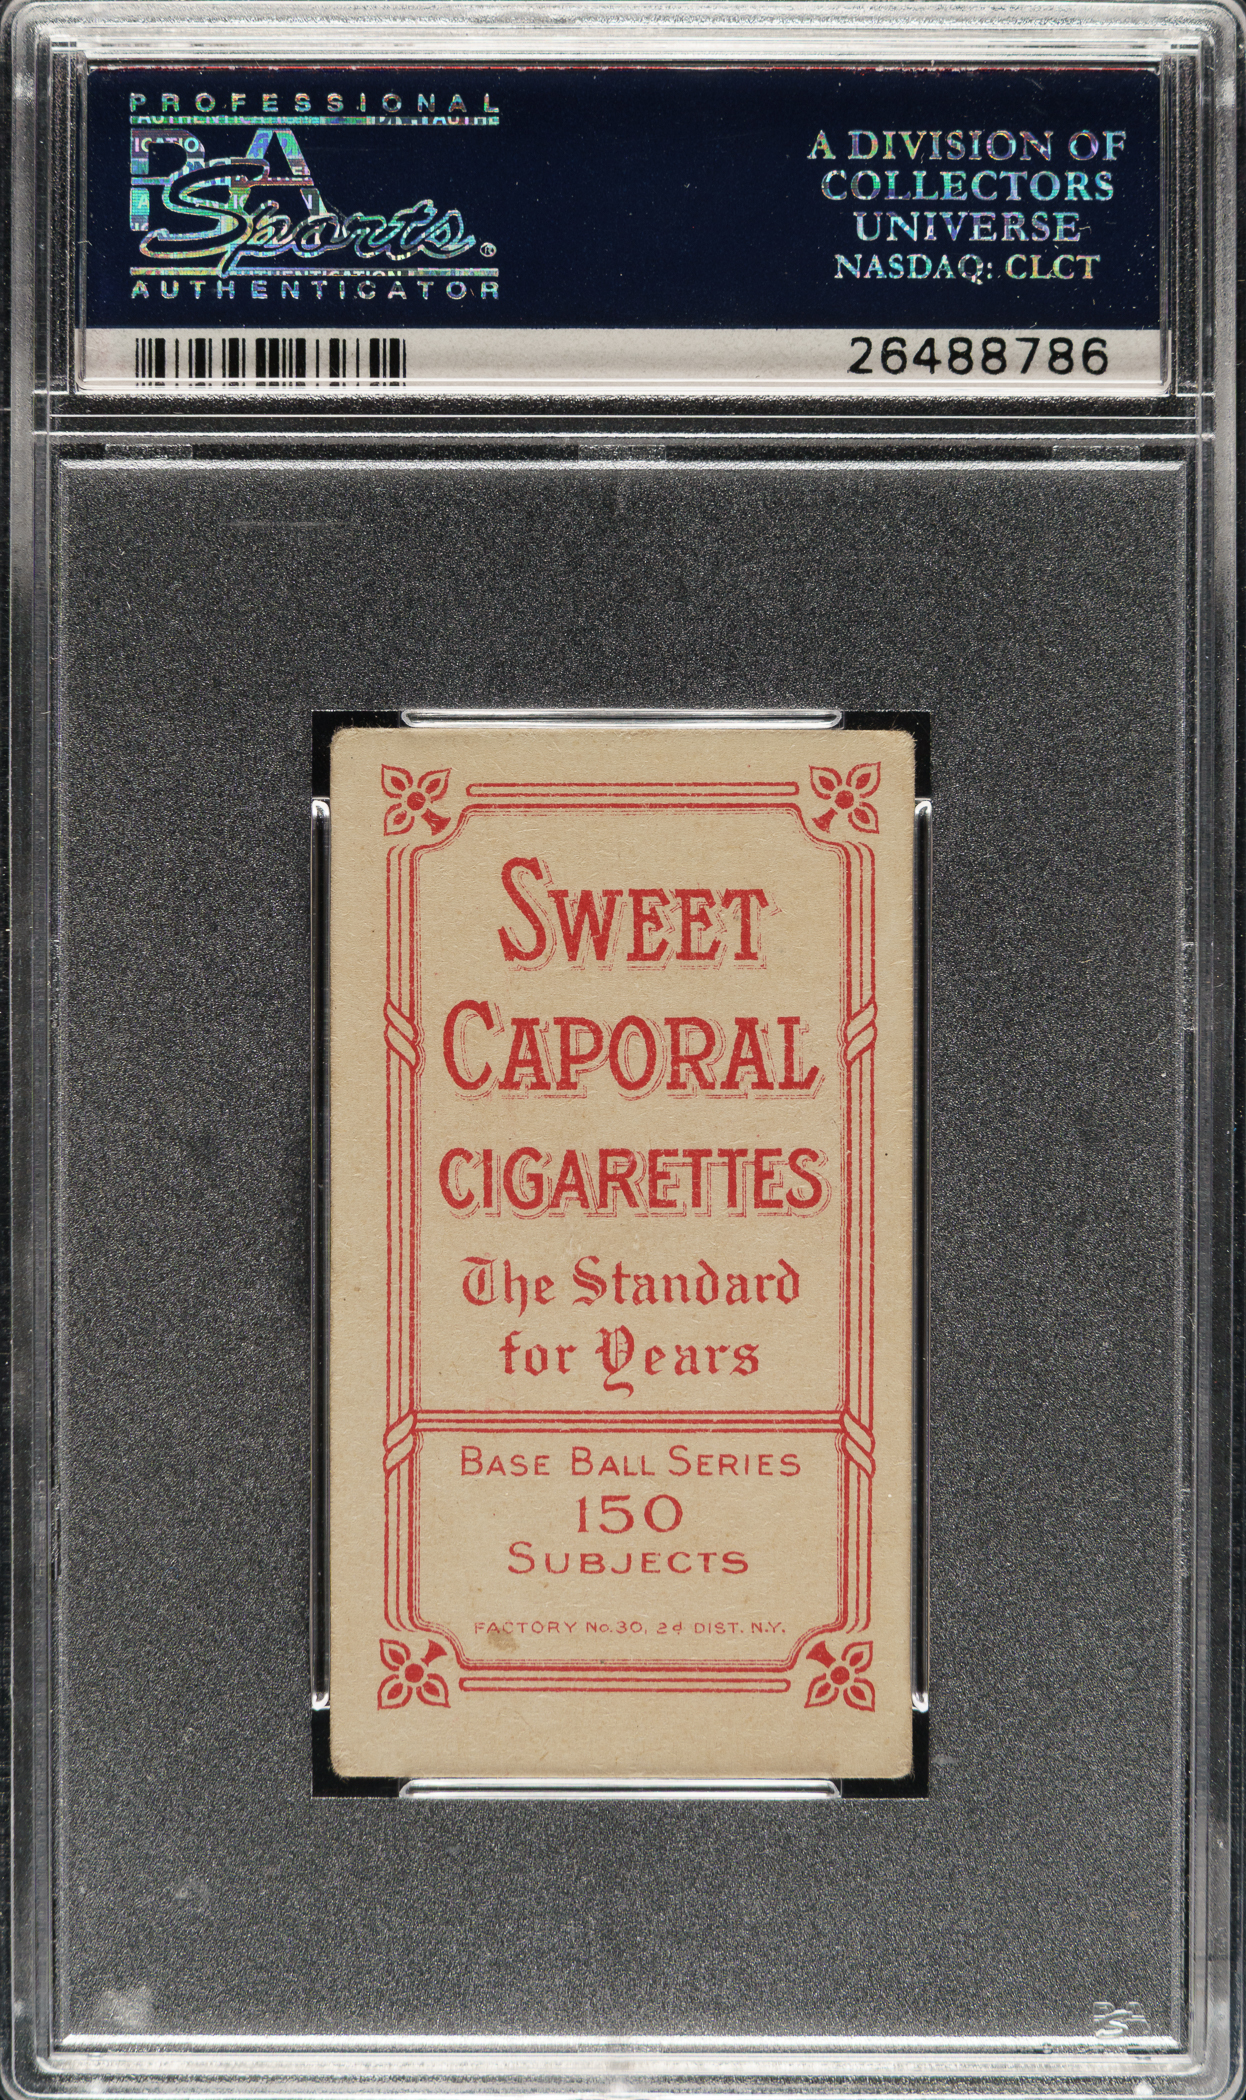 PROFESSIONAL
PSA
Sports®
AUTHENTICATOR
A DIVISION OF
COLLECTORS
UNIVERSE
NASDAQ: CLCT
26488786
SWEET
CAPORAL
CIGARETTES
The Standard
for Years
BASE BALL SERIES
150
SUBJECTS
FACTORY No. 30, 2d DIST. N.Y.